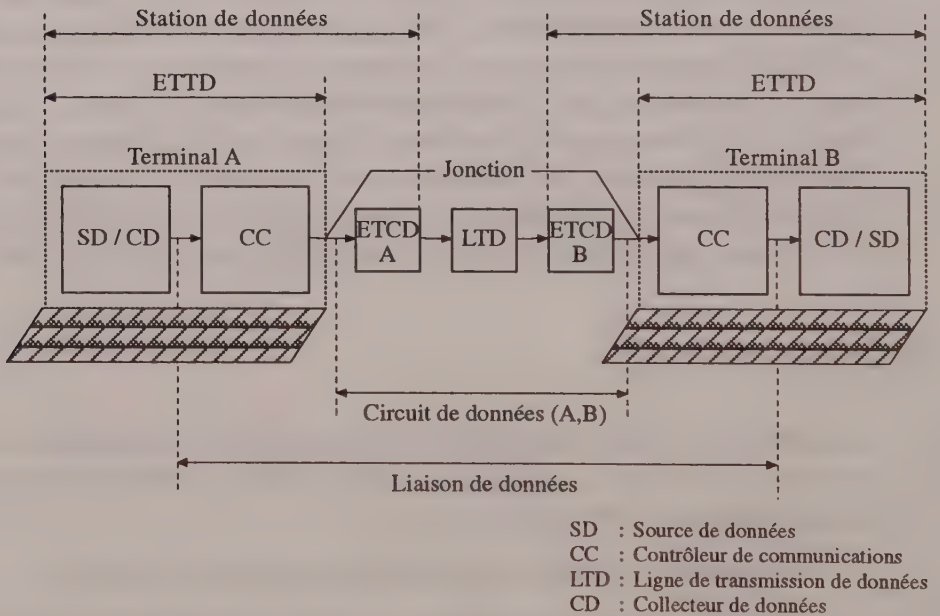 Station de données
Station de données
ETTD
ETTD
Terminal A
Jonction
Terminal B
SD / CD
CC
ETCD
A
LTD
ETCD
B
CC
CD / SD
Circuit de données (A,B)
Liaison de données
SD : Source de données
CC : Contrôleur de communications
LTD : Ligne de transmission de données
CD : Collecteur de données